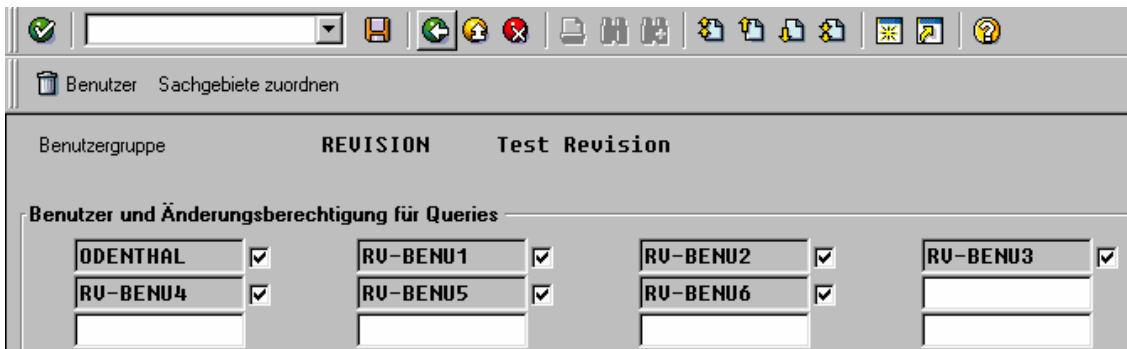 Benutzer Sachgebiete zuordnen
Benutzergruppe REVISION Test Revision
Benutzer und Änderungsberechtigung für Queries
ODENTHAL RV-BENU1 RV-BENU2 RV-BENU3
RV-BENU4 RV-BENU5 RV-BENU6